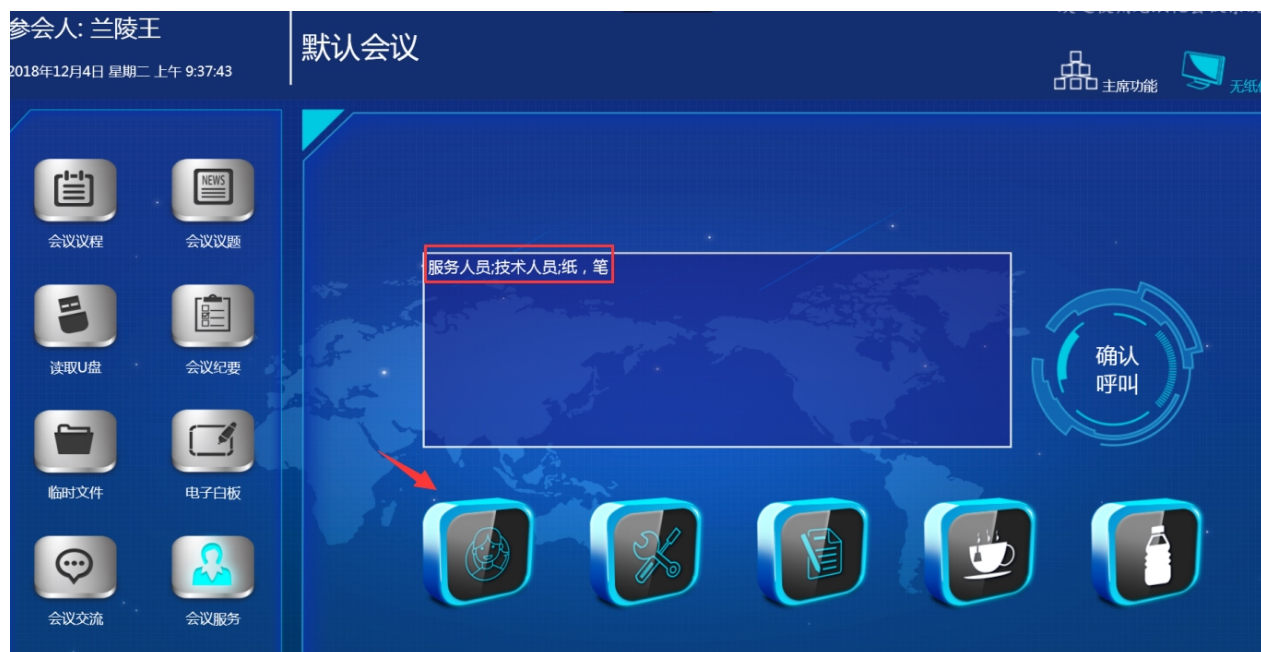 参会人: 兰陵王
2018年12月4日 星期二 上午 9:37:43
默认会议
主席功能
无纸
会议议程
NEWS
会议议题
读取U盘
会议纪要
临时文件
电子白板
会议交流
会议服务
服务人员;技术人员;纸，笔
确认
呼叫